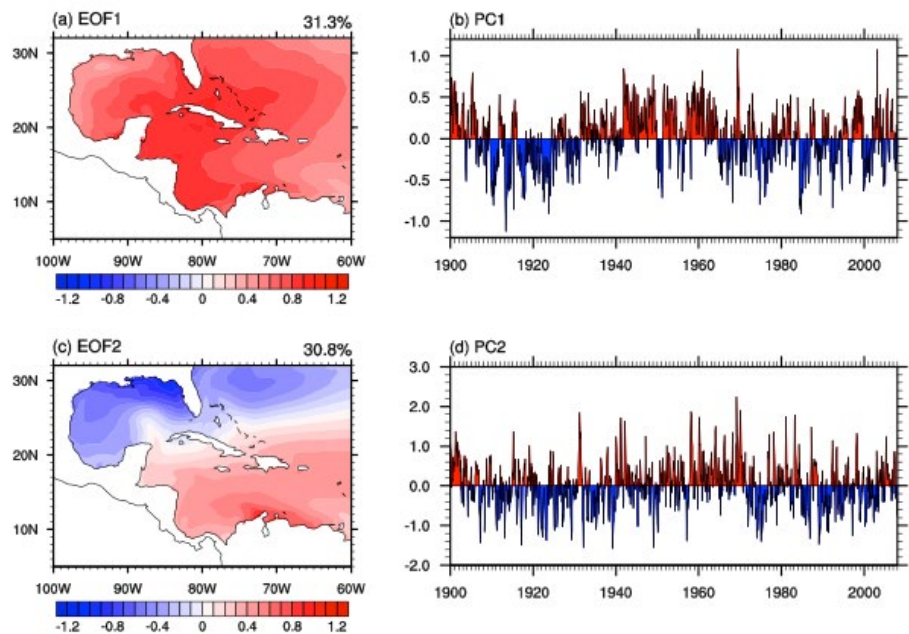 (a) EOF1 31.3%
30N
20N
10N
100W 90W 80W 70W 60W
-1.2 -0.8 -0.4 0 0.4 0.8 1.2
(b) PC1
1.0
0.5
0.0
-0.5
-1.0
1900 1920 1940 1960 1980 2000
(c) EOF2 30.8%
30N
20N
10N
100W 90W 80W 70W 60W
-1.2 -0.8 -0.4 0 0.4 0.8 1.2
(d) PC2
3.0
2.0
1.0
0.0
-1.0
-2.0
1900 1920 1940 1960 1980 2000